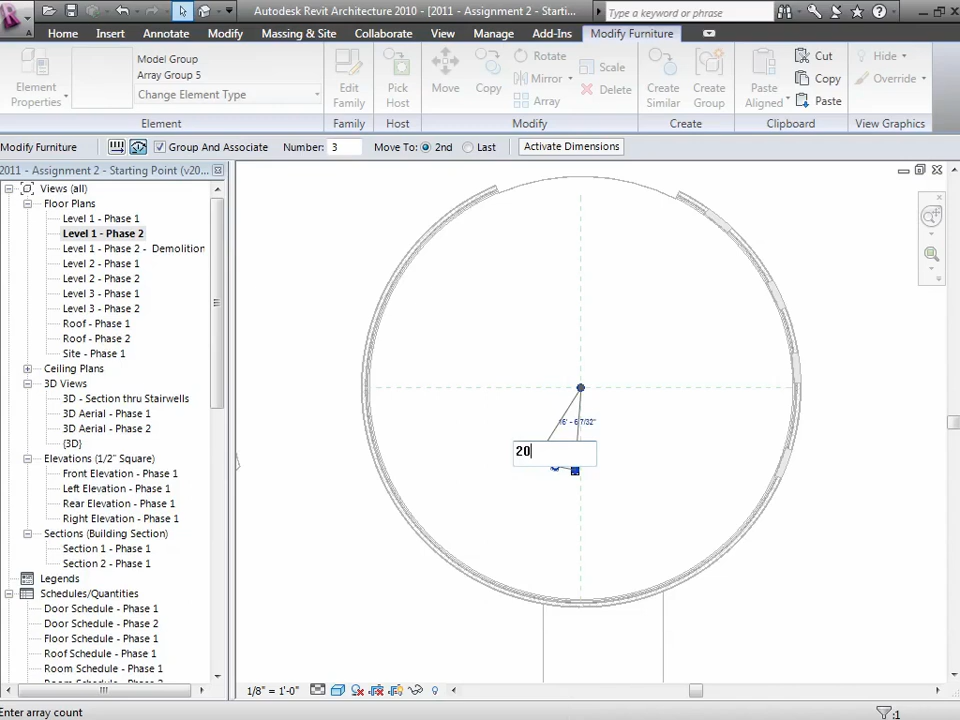 Autodesk Revit Architecture 2010 - [2011 - Assignment 2 - Starti...
Type a keyword or phrase
Home Insert Annotate Modify Massing & Site Collaborate View Manage Add-Ins Modify Furniture
Element Properties
Model Group
Array Group 5
Change Element Type
Edit Family
Pick Host
Move
Copy
Rotate
Mirror
Array
Scale
Delete
Create Similar
Create Group
Paste Aligned
Cut
Copy
Paste
Hide
Override
Element Family Host Modify Create Clipboard View Graphics
Modify Furniture Group And Associate Number: 3 Move To: 2nd Last Activate Dimensions
2011 - Assignment 2 - Starting Point (v20...
Views (all)
Floor Plans
Level 1 - Phase 1
Level 1 - Phase 2
Level 1 - Phase 2 - Demolition
Level 2 - Phase 1
Level 2 - Phase 2
Level 3 - Phase 1
Level 3 - Phase 2
Roof - Phase 1
Roof - Phase 2
Site - Phase 1
Ceiling Plans
3D Views
3D - Section thru Stairwells
3D Aerial - Phase 1
3D Aerial - Phase 2
{3D}
Elevations (1/2" Square)
Front Elevation - Phase 1
Left Elevation - Phase 1
Rear Elevation - Phase 1
Right Elevation - Phase 1
Sections (Building Section)
Section 1 - Phase 1
Section 2 - Phase 1
Legends
Schedules/Quantities
Door Schedule - Phase 1
Door Schedule - Phase 2
Floor Schedule - Phase 1
Roof Schedule - Phase 1
Room Schedule - Phase 1
16' - 6 7/32"
20
1/8" = 1'-0"
Enter array count
:1